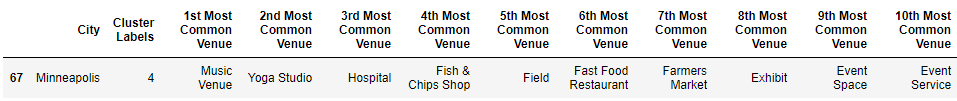 City Cluster Labels 1st Most Common Venue 2nd Most Common Venue 3rd Most Common Venue 4th Most Common Venue 5th Most Common Venue 6th Most Common Venue 7th Most Common Venue 8th Most Common Venue 9th Most Common Venue 10th Most Common Venue
67 Minneapolis 4 Music Venue Yoga Studio Hospital Fish & Chips Shop Field Fast Food Restaurant Farmers Market Exhibit Event Space Event Service